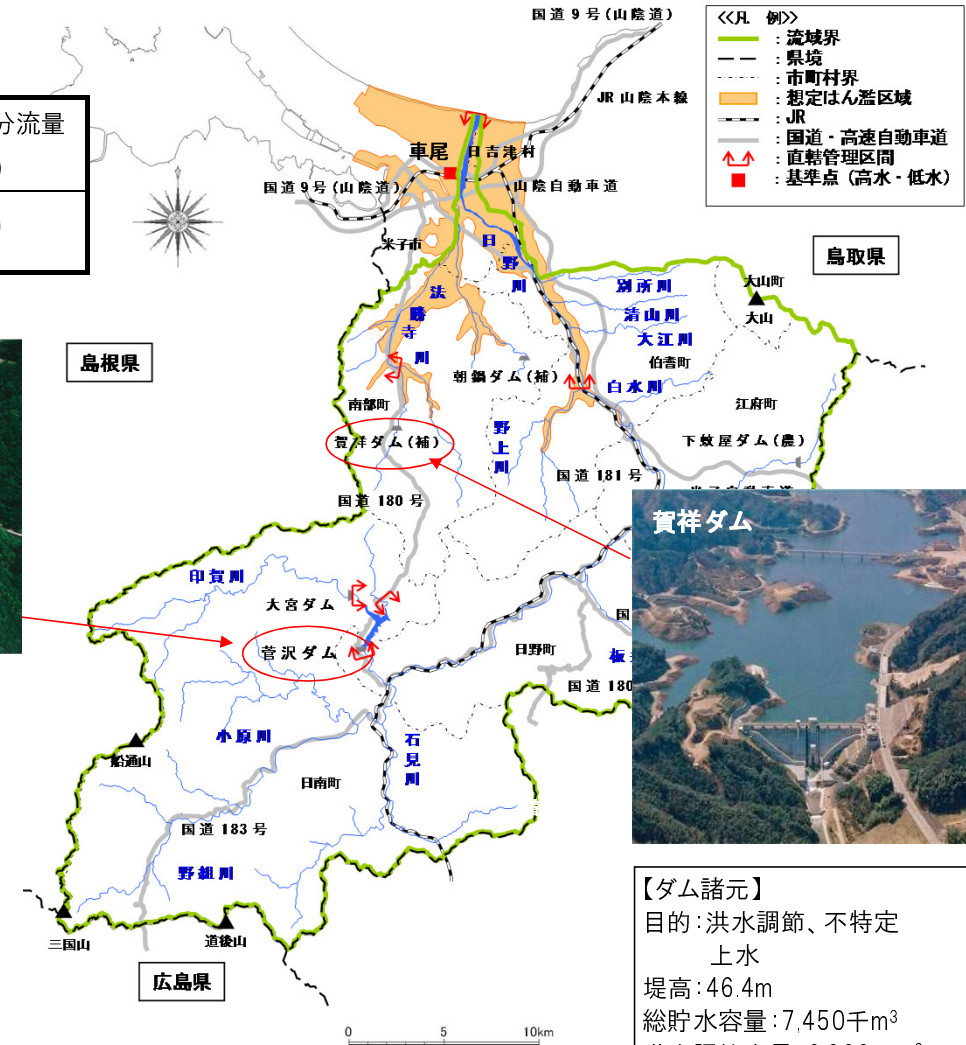 国道9号(山陰道)
≪凡 例≫
：流域界
：県境
：市町村界
：想定はん濫区域
：JR
：国道・高速自動車道
：直轄管理区間
：基準点（高水・低水）
JR山陰本線
分流量
車尾
日吉津村
国道9号(山陰道)
山陰自動車道
米子市
日野川
鳥取県
法勝寺川
別所川
大山町
清山川
大山
大江川
島根県
伯耆町
朝鍋ダム(補)
白水川
南部町
江府町
賀祥ダム(補)
野上川
下蚊屋ダム(農)
国道181号
国道180号
賀祥ダム
印賀川
大宮ダム
菅沢ダム
日野町
国道180
小原川
石見川
船通山
日南町
国道183号
野組川
三国山
道後山
広島県
0 5 10km
【ダム諸元】
目的：洪水調節、不特定
上水
堤高：46.4m
総貯水容量：7,450千m³